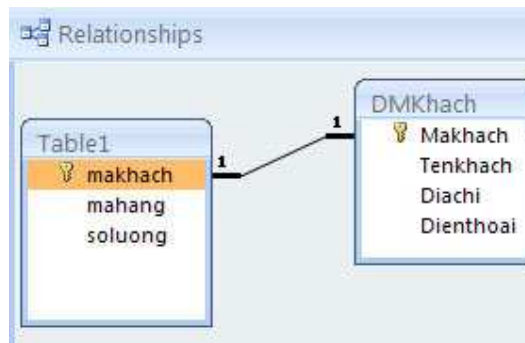 Relationships
Table1
makhach
mahang
soluong
1
1
DMKhach
Makhach
Tenkhach
Diachi
Dienthoai